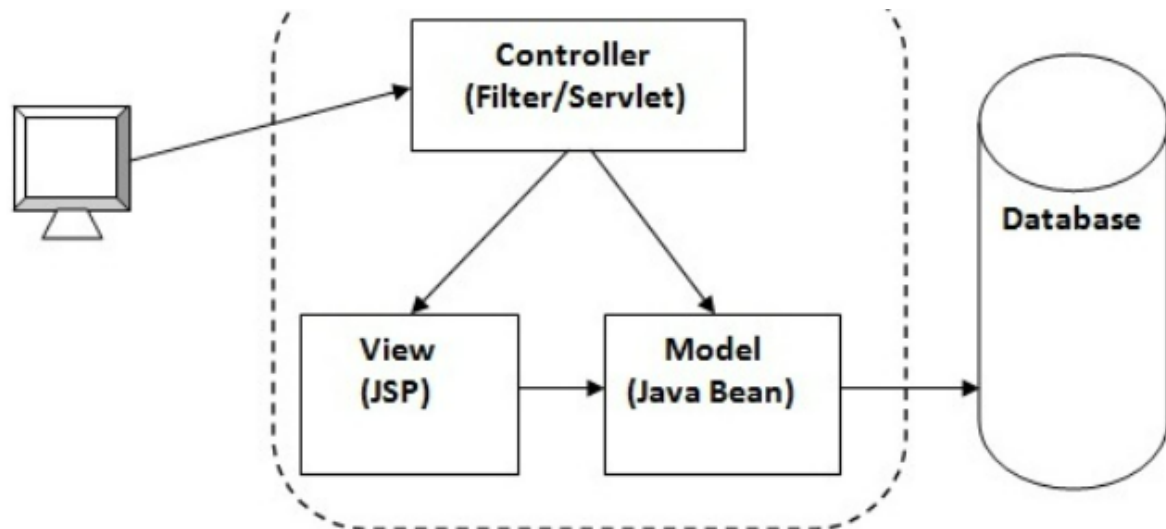 Controller
(Filter/Servlet)
Database
View
(JSP)
Model
(Java Bean)